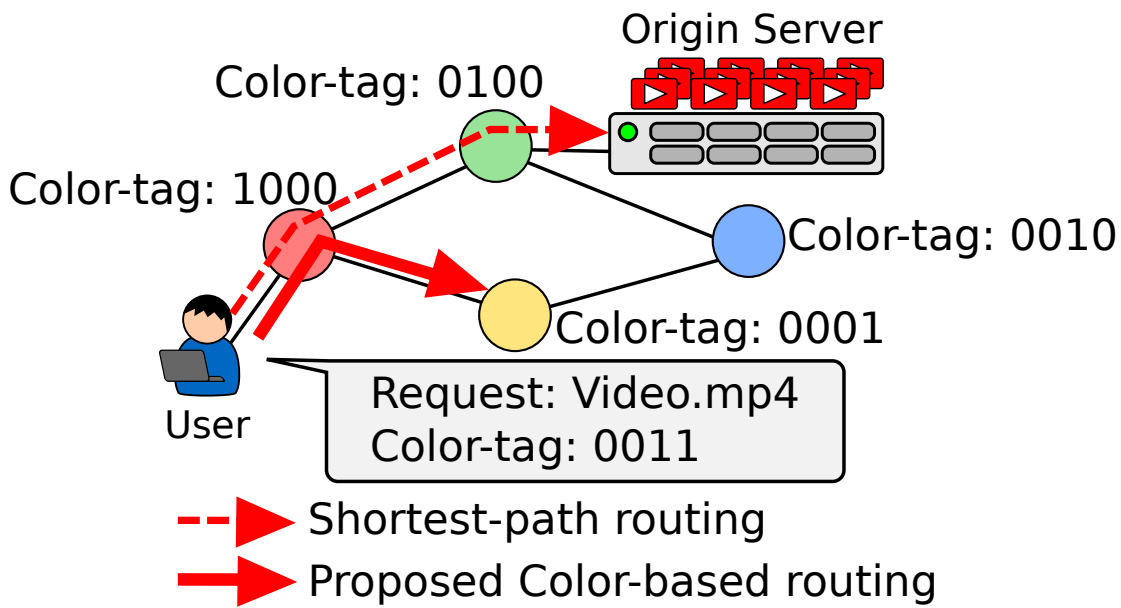 Origin Server
Color-tag: 0100
Color-tag: 1000
Color-tag: 0010
Color-tag: 0001
Request: Video.mp4
Color-tag: 0011
User
Shortest-path routing
Proposed Color-based routing